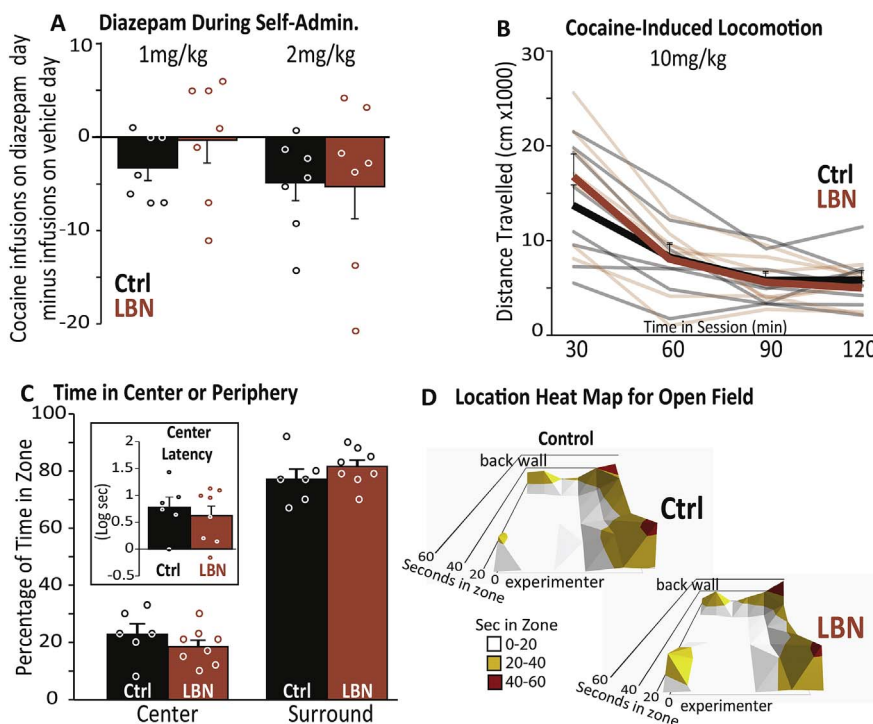 A Diazepam During Self-Admin.
1mg/kg 2mg/kg
Cocaine infusions on diazepam day
minus infusions on vehicle day
10
0
-10
-20
Ctrl
LBN
B Cocaine-Induced Locomotion
10mg/kg
Distance Travelled (cm x1000)
30
20
10
0
Ctrl
LBN
Time in Session (min)
30 60 90 120
C Time in Center or Periphery
Percentage of Time in Zone
100
80
60
40
20
0
Center
Latency
(Log sec)
2
1.5
1
0.5
0
-0.5
Ctrl LBN
Ctrl LBN Ctrl LBN
Center Surround
D Location Heat Map for Open Field
Control
back wall
Ctrl
60
40
20
0
Seconds in zone
experimenter
Sec in Zone
0-20
20-40
40-60
back wall
LBN
60
40
20
0
Seconds in zone
experimenter